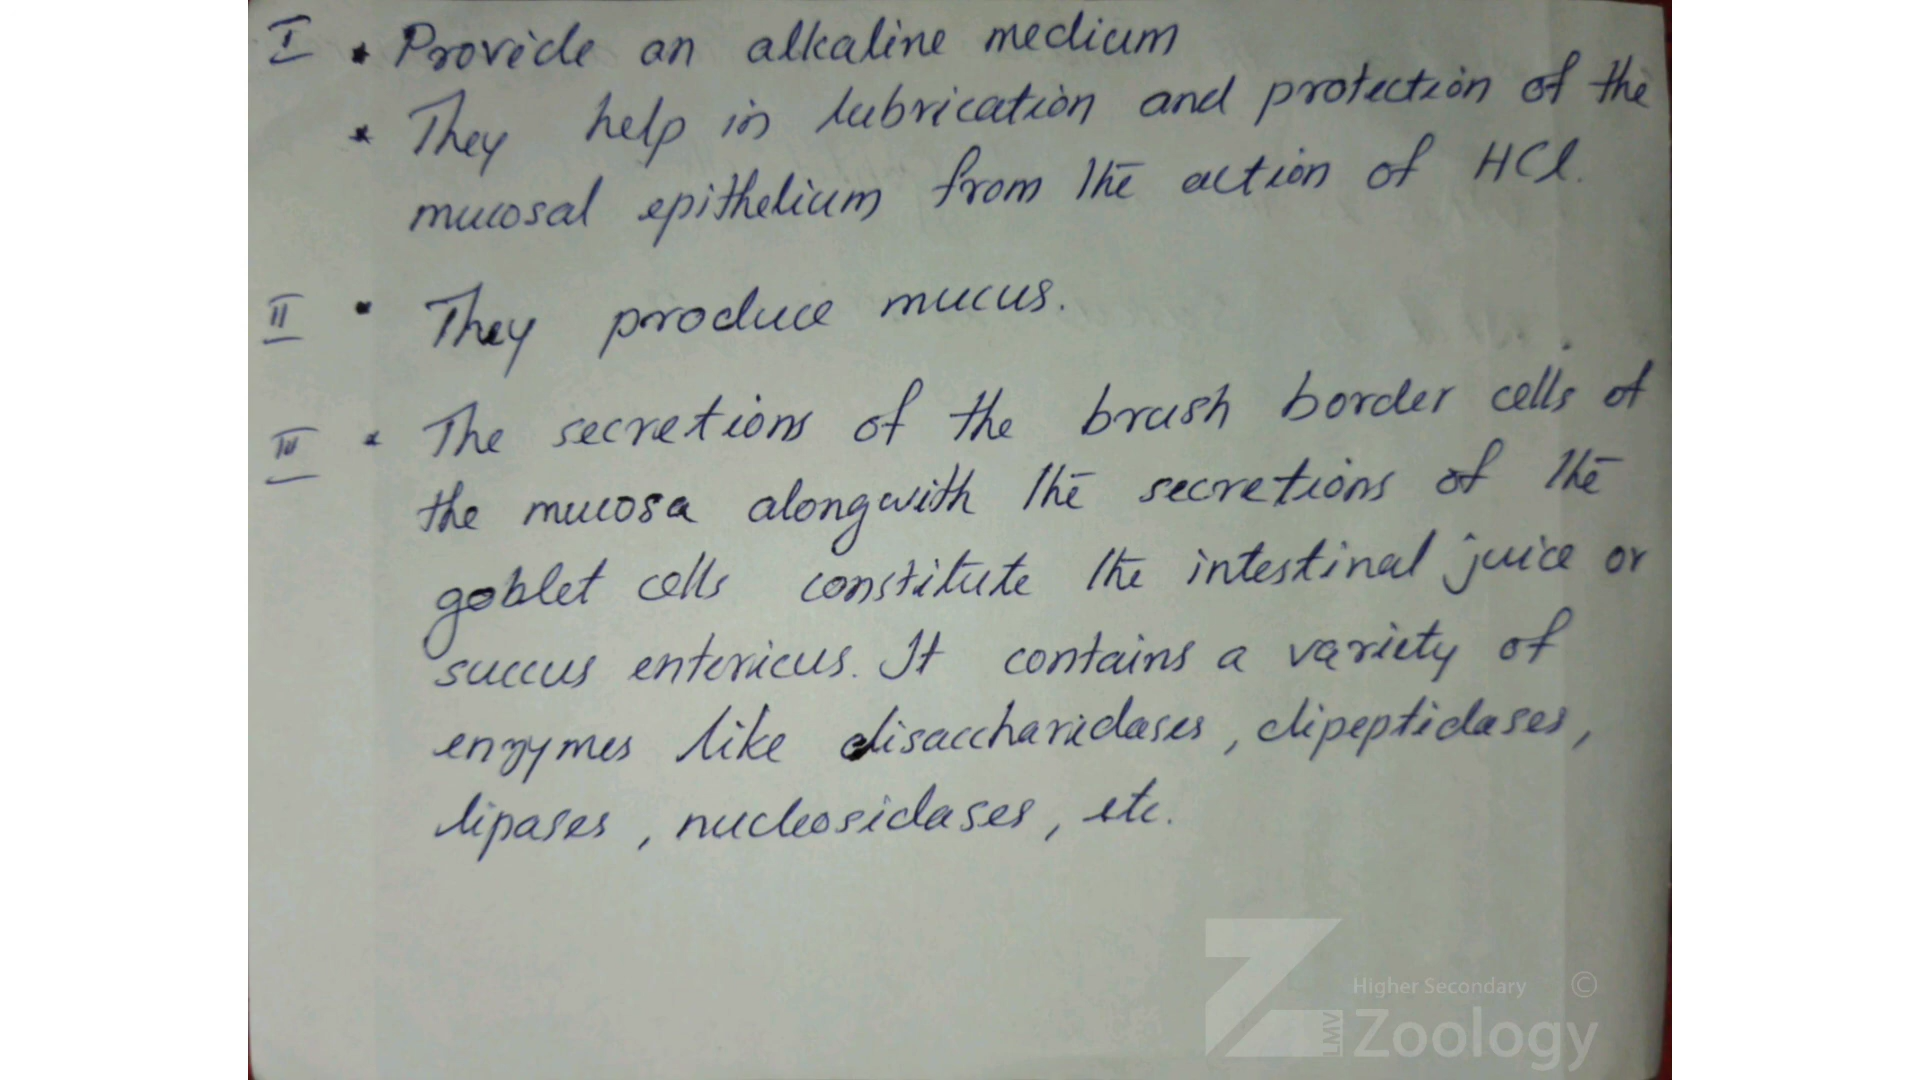 I * Provide an alkaline medium
* They help in lubrication and protection of the
mucosal epithelium from the action of HCl.
II • They produce mucus.
III * The secretions of the brush border cells of
the mucosa alongwith the secretions of the
goblet cells constitute the intestinal juice or
succus entericus. It contains a variety of
enzymes like disaccharidases, dipeptidases,
lipases, nucleosidases, etc.
Higher Secondary ©
LMV Zoology